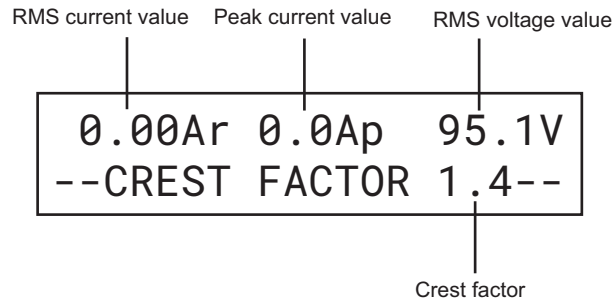 RMS current value Peak current value RMS voltage value
0.00Ar 0.0Ap 95.1V
--CREST FACTOR 1.4--
Crest factor